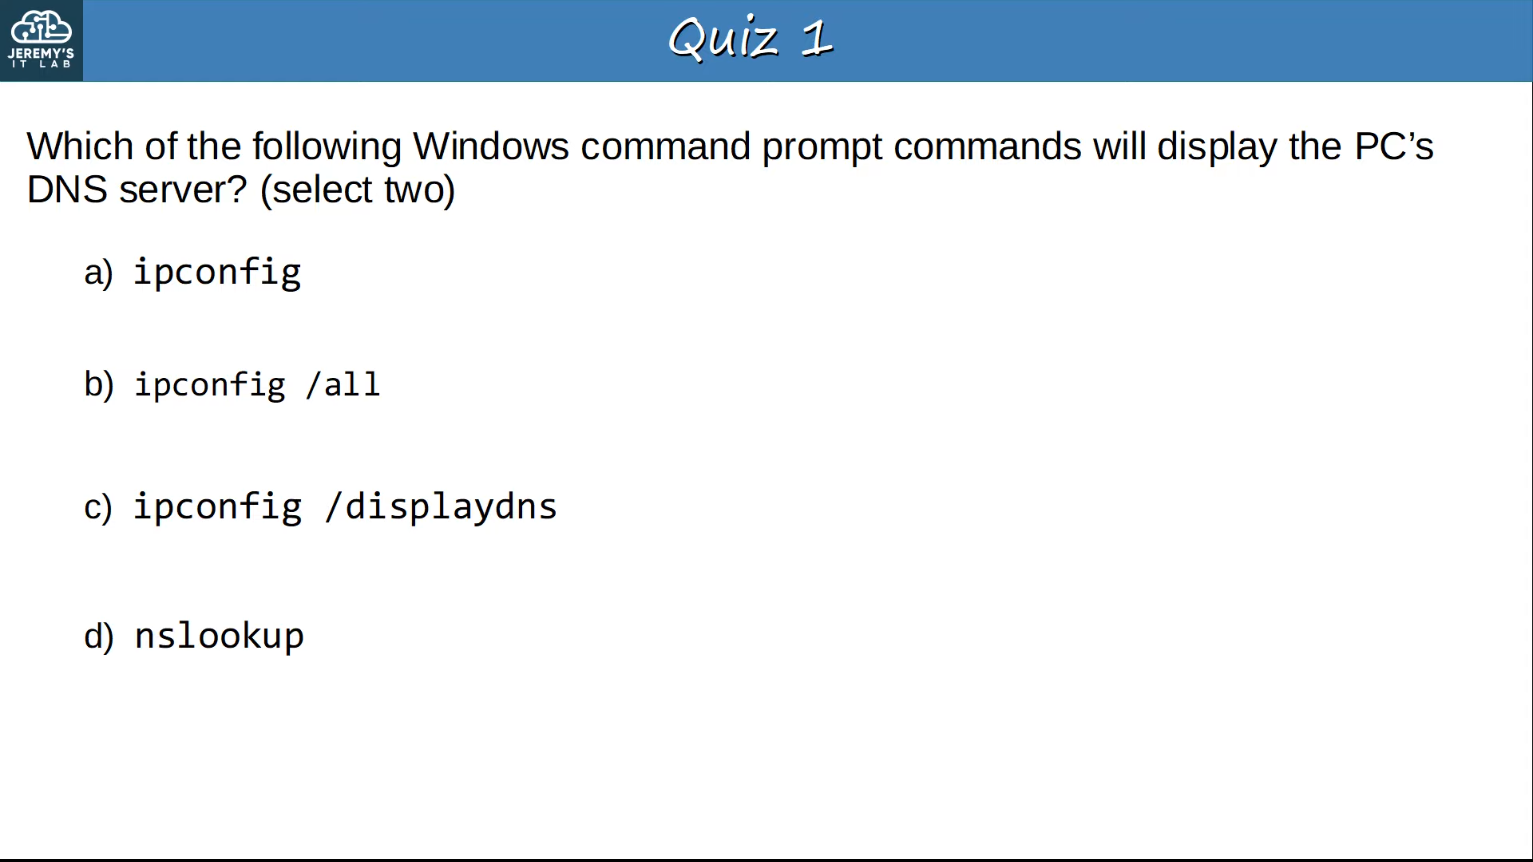 JEREMY'S
IT LAB
Quiz 1
Which of the following Windows command prompt commands will display the PC’s
DNS server? (select two)
a) ipconfig
b) ipconfig /all
c) ipconfig /displaydns
d) nslookup